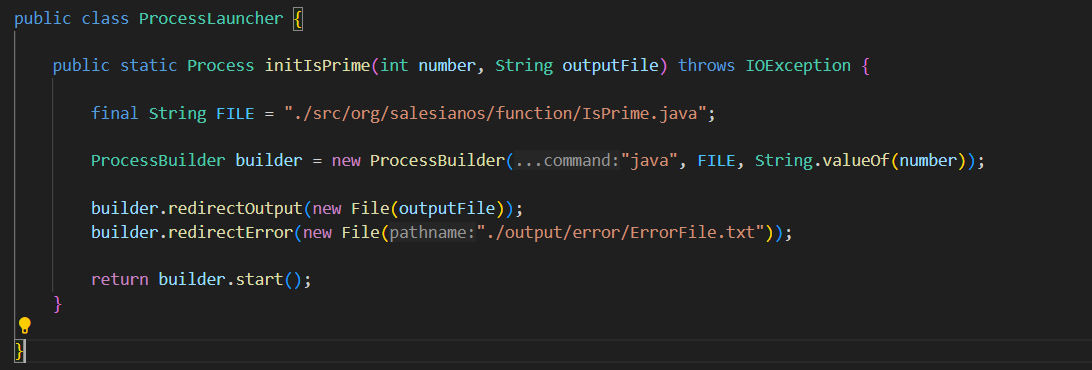 public class ProcessLauncher {
public static Process initIsPrime(int number, String outputFile) throws IOException {
final String FILE = "./src/org/salesianos/function/IsPrime.java";
ProcessBuilder builder = new ProcessBuilder(...command:"java", FILE, String.valueOf(number));
builder.redirectOutput(new File(outputFile));
builder.redirectError(new File(pathname:"./output/error/ErrorFile.txt"));
return builder.start();
}
}